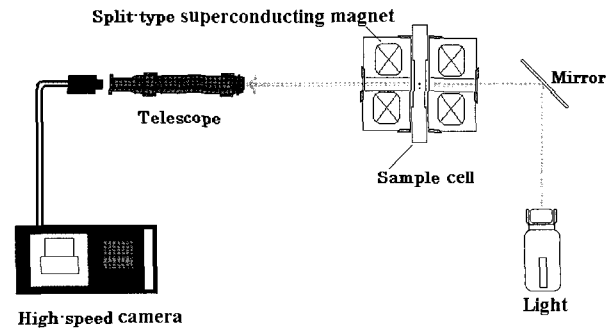 Split-type superconducting magnet
Mirror
Telescope
Sample cell
Light
High-speed camera